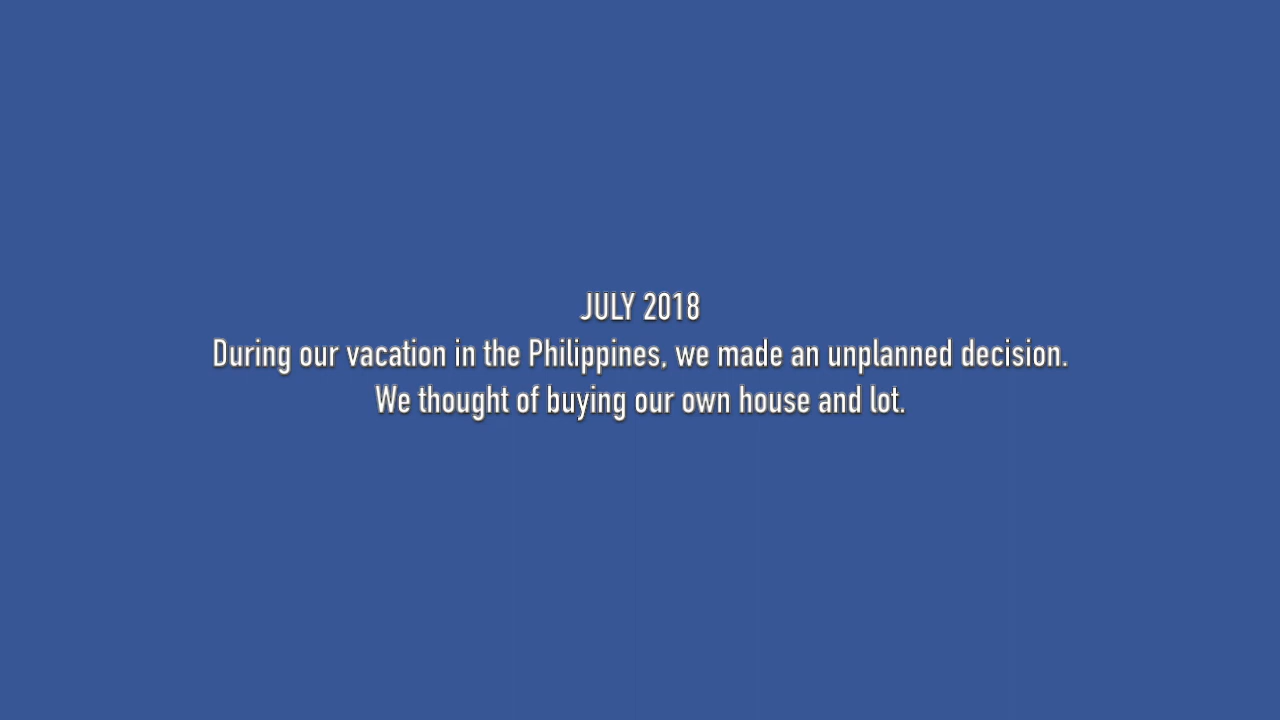 JULY 2018
During our vacation in the Philippines, we made an unplanned decision.
We thought of buying our own house and lot.